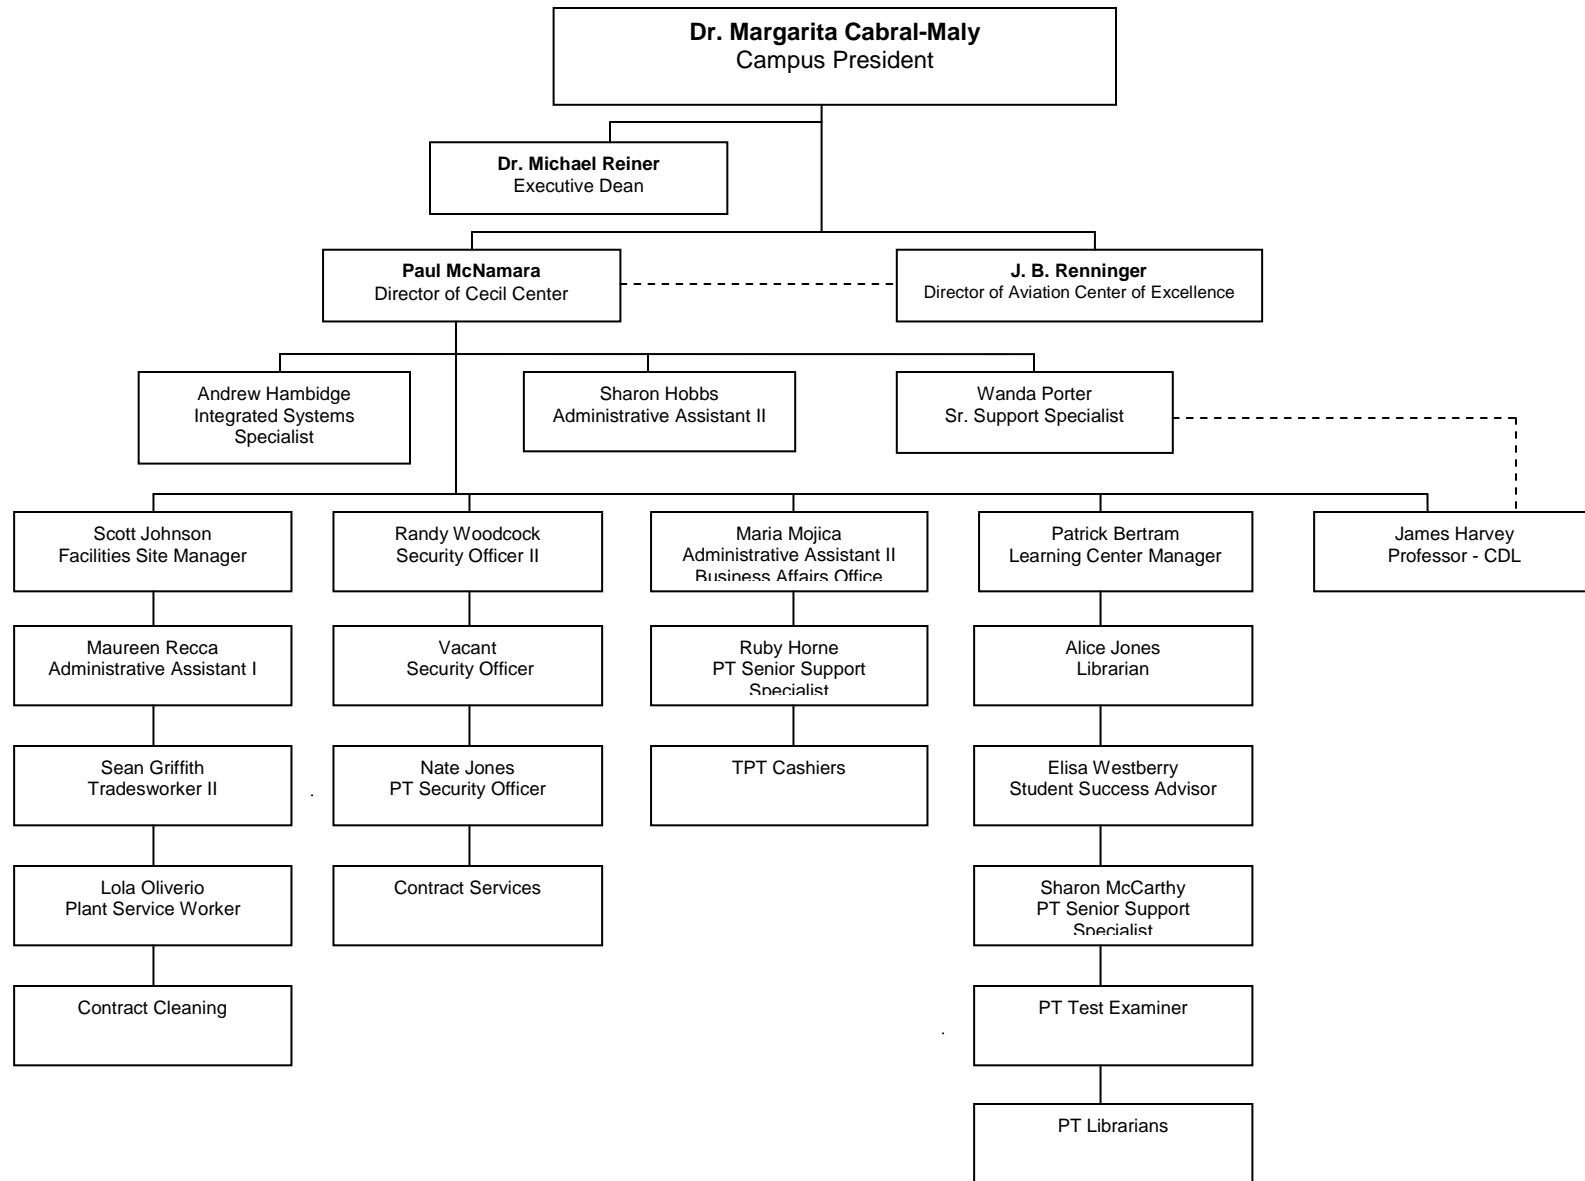 Dr. Margarita Cabral-Maly
Campus President
Dr. Michael Reiner
Executive Dean
Paul McNamara
Director of Cecil Center
J. B. Renninger
Director of Aviation Center of Excellence
Andrew Hambidge
Integrated Systems
Specialist
Sharon Hobbs
Administrative Assistant II
Wanda Porter
Sr. Support Specialist
Scott Johnson
Facilities Site Manager
Randy Woodcock
Security Officer II
Maria Mojica
Administrative Assistant II
Business Affairs Office
Patrick Bertram
Learning Center Manager
James Harvey
Professor - CDL
Maureen Recca
Administrative Assistant I
Vacant
Security Officer
Ruby Horne
PT Senior Support
Specialist
Alice Jones
Librarian
Sean Griffith
Tradesworker II
Nate Jones
PT Security Officer
TPT Cashiers
Elisa Westberry
Student Success Advisor
Lola Oliverio
Plant Service Worker
Contract Services
Sharon McCarthy
PT Senior Support
Specialist
Contract Cleaning
PT Test Examiner
PT Librarians